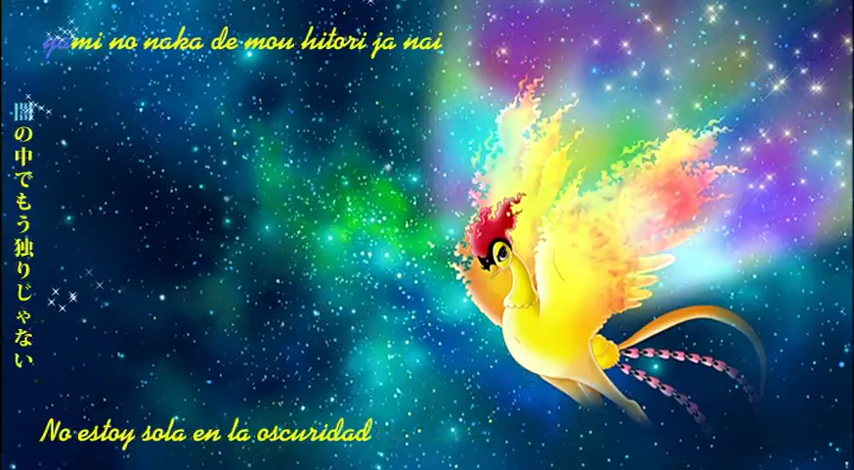 yami no naka de mou hitori ja nai
闇の中でもう独りじゃない
No estoy sola en la oscuridad